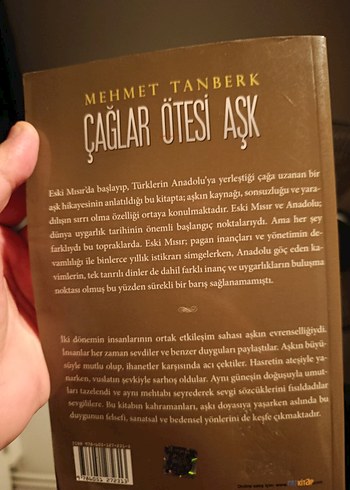 MEHMET TANBERK
ÇAĞLAR ÖTESİ AŞK
Eski Mısır'da başlayıp, Türklerin Anadolu'ya yerleştiği çağa uzanan bir
aşk hikayesinin anlatıldığı bu kitapta; aşkın kaynağı, sonsuzluğu ve yara-
dılışın sırrı olma özelliği ortaya konulmaktadır. Eski Mısır ve Anadolu;
dünya uygarlık tarihinin önemli başlangıç noktalarıydı. Ama her şey
farklıydı bu topraklarda. Eski Mısır; pagan inançları ve yönetimin de-
vamlılığı ile binlerce yıllık istikrarı simgelerken, Anadolu göç eden ka-
vimlerin, tek tanrılı dinler de dahil farklı inanç ve uygarlıkların buluşma
noktası olmuş bu yüzden sürekli bir barış sağlanamamıştı.
İki dönemin insanlarının ortak etkileşim sahası aşkın evrenselliğiydi.
İnsanlar her zaman sevdiler ve benzer duyguları paylaştılar. Aşkın büyü-
süyle mutlu olup, ihanetler karşısında acı çektiler. Hasretin ateşiyle ya-
narken, vuslatın şevkiyle sarhoş oldular. Aynı güneşin doğuşuyla umut-
ları tazelendi ve aynı mehtabı seyrederek sevgi sözcüklerini fısıldadılar
sevgililere. Bu kitabın kahramanları, aşkı doyasıya yaşarken aslında bu
duygunun felsefi, sanatsal ve bedensel yönlerini de keşfe çıkmaktadır.